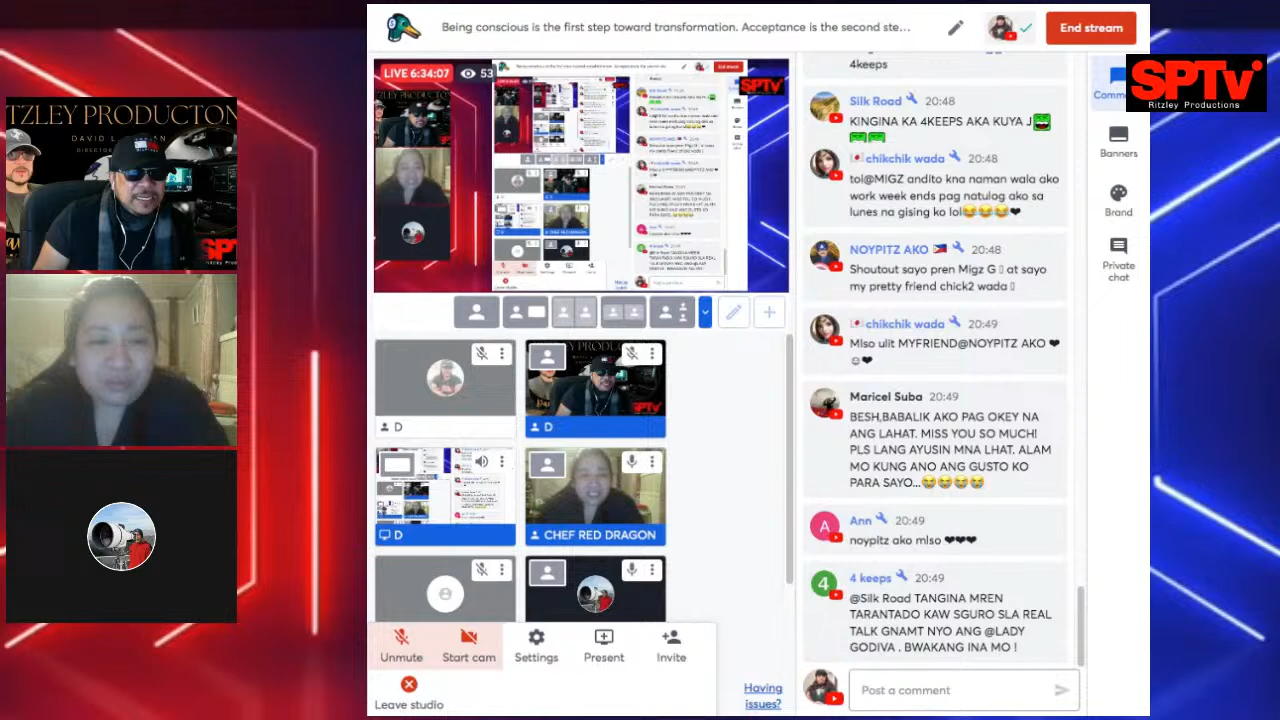 Being conscious is the first step toward transformation. Acceptance is the second ste...
End stream
LIVE 6:34:07 53
4keeps
SPTV
Ritzley Productions
Silk Road 20:48
KINGINA KA 4KEEPS AKA KUYA J
chikchik wada 20:48
tol@MIGZ andito kna naman wala ako
work week ends pag natulog ako sa
lunes na gising ko lol
NOYPITZ AKO 20:48
Shoutout sayo pren Migz G at sayo
my pretty friend chick2 wada
chikchik wada 20:49
Mlso ulit MYFRIEND@NOYPITZ AKO
Maricel Suba 20:49
BESH,BABALIK AKO PAG OKEY NA
ANG LAHAT. MISS YOU SO MUCH!
PLS LANG AYUSIN MNA LHAT. ALAM
MO KUNG ANO ANG GUSTO KO
PARA SAYO...
Ann 20:49
noypitz ako mlso
4 keeps 20:49
@Silk Road TANGINA MREN
TARANTADO KAW SGURO SLA REAL
TALK GNAMT NYO ANG @LADY
GODIVA . BWAKANG INA MO !
Post a comment
Banners
Brand
Private
chat
ITZLEY PRODUCTIO
DAVID L.
D
D
D
CHEF RED DRAGON
Unmute
Start cam
Settings
Present
Invite
Leave studio
Having
issues?